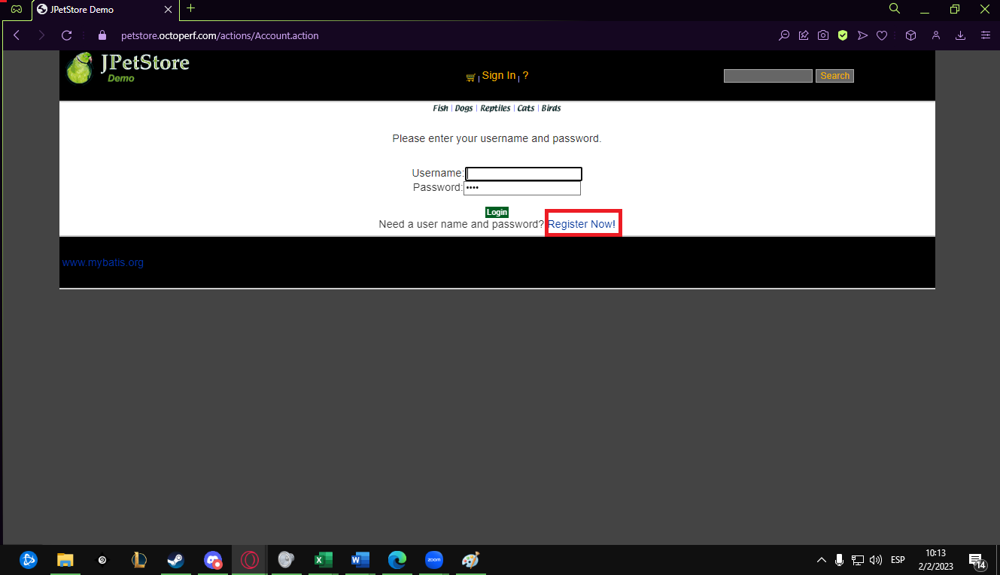 JPetStore Demo
petstore.octoperf.com/actions/Account.action
JPetStore
Demo
Sign In
?
Search
Fish | Dogs | Reptiles | Cats | Birds
Please enter your username and password.
Username:
Password: ••••
Login
Need a user name and password? Register Now!
www.mybatis.org
zoom
ESP
10:13
2/2/2023
14